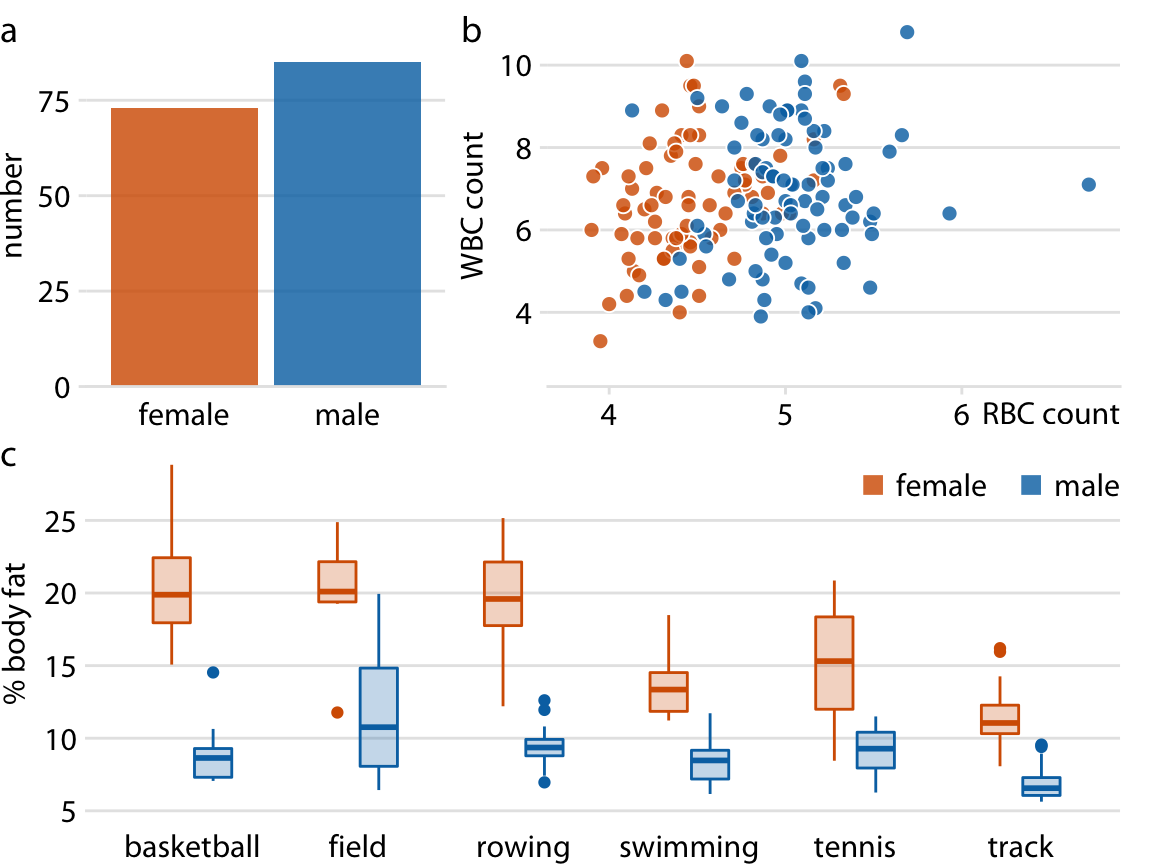 a
number
75
50
25
0
female male
b
WBC count
10
8
6
4
4 5 6 RBC count
c
female male
% body fat
25
20
15
10
5
basketball field rowing swimming tennis track